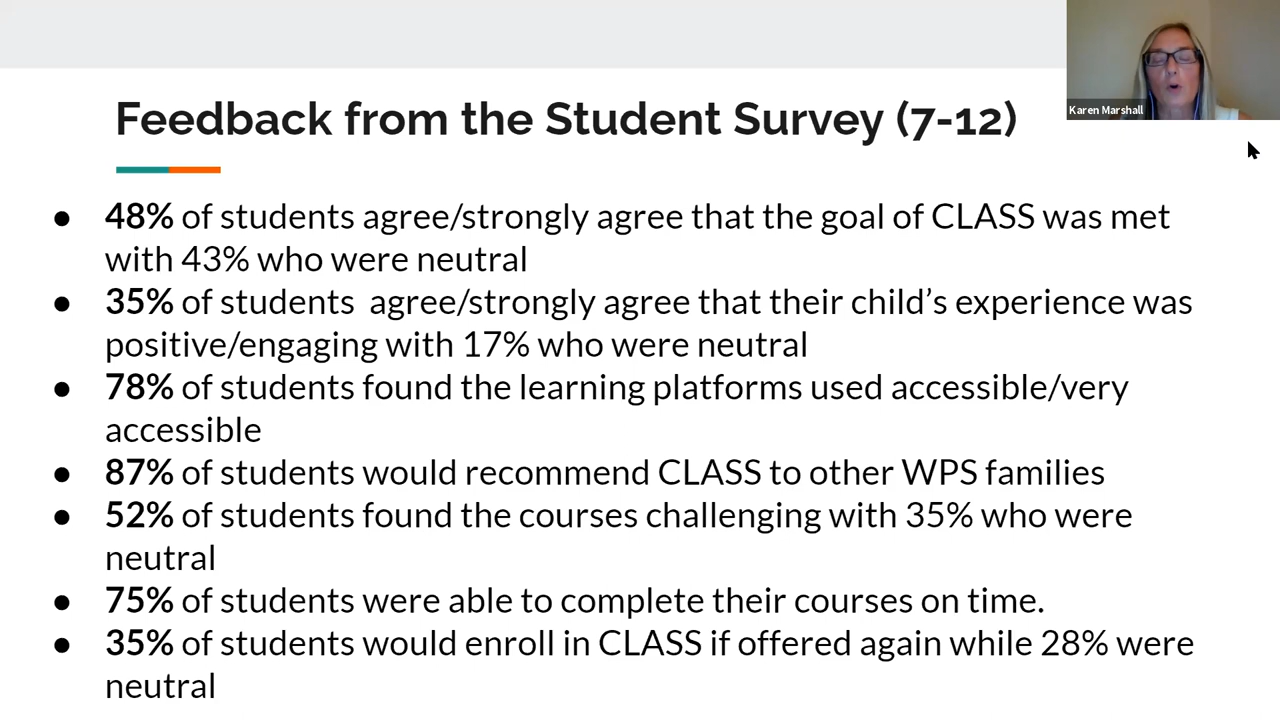 Karen Marshall
Feedback from the Student Survey (7-12)
● 48% of students agree/strongly agree that the goal of CLASS was met
with 43% who were neutral
● 35% of students  agree/strongly agree that their child’s experience was
positive/engaging with 17% who were neutral
● 78% of students found the learning platforms used accessible/very
accessible
● 87% of students would recommend CLASS to other WPS families
● 52% of students found the courses challenging with 35% who were
neutral
● 75% of students were able to complete their courses on time.
● 35% of students would enroll in CLASS if offered again while 28% were
neutral